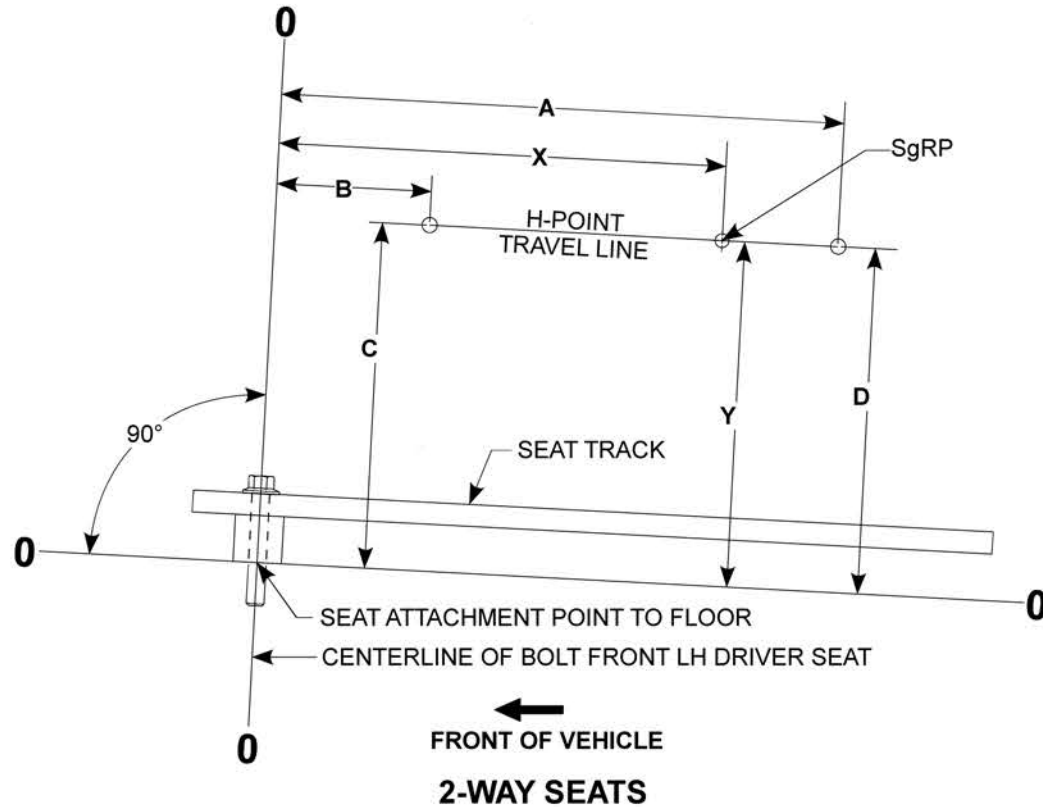 0
A
X
SgRP
B
H-POINT
TRAVEL LINE
C
D
Y
90°
SEAT TRACK
0
0
SEAT ATTACHMENT POINT TO FLOOR
CENTERLINE OF BOLT FRONT LH DRIVER SEAT
0
FRONT OF VEHICLE
2-WAY SEATS